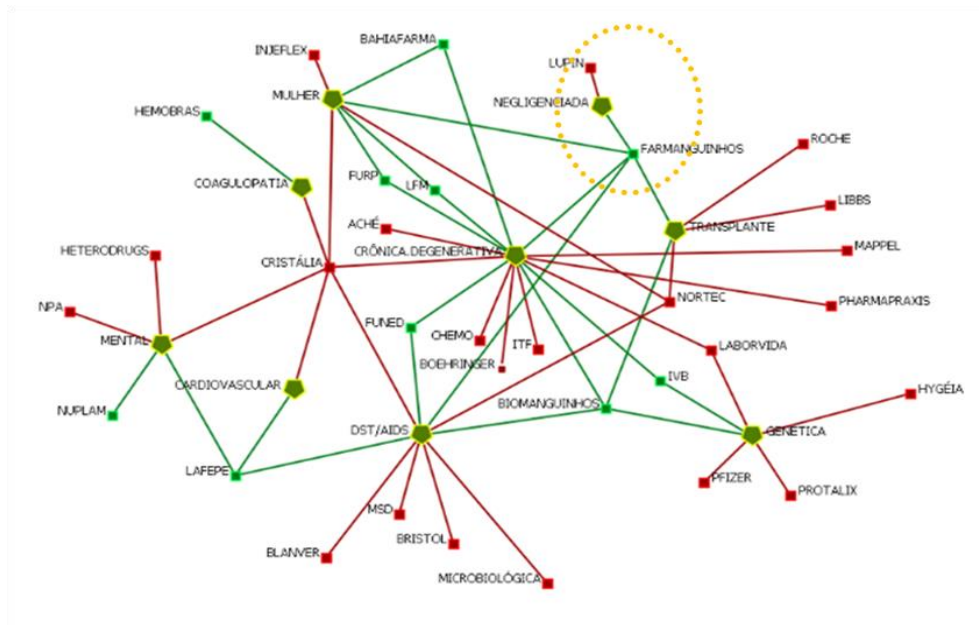 BAHIAFARMA
INJEFLEX
LUPIN
MULHER
NEGLIGENCIADA
HEMOBRAS
ROCHE
FARMANGUINHOS
FURP
LFM
COAGULOPATIA
LIBBS
ACHÉ
TRANSPLANTE
HETERODRUGS
CRISTÁLIA
CRÔNICA.DEGENERATIVA
MAPPEL
NORTEC
PHARMAPRAXIS
NPA
FUNED
CHEMO
ITF
MENTAL
LABORVIDA
BOEHRINGER
IVB
CARDIOVASCULAR
HYGÉIA
NUPLAM
BIOMANGUINHOS
DST/AIDS
GENÉTICA
LAFEPE
PFIZER
PROTALIX
MSD
BRISTOL
BLANVER
MICROBIOLÓGICA